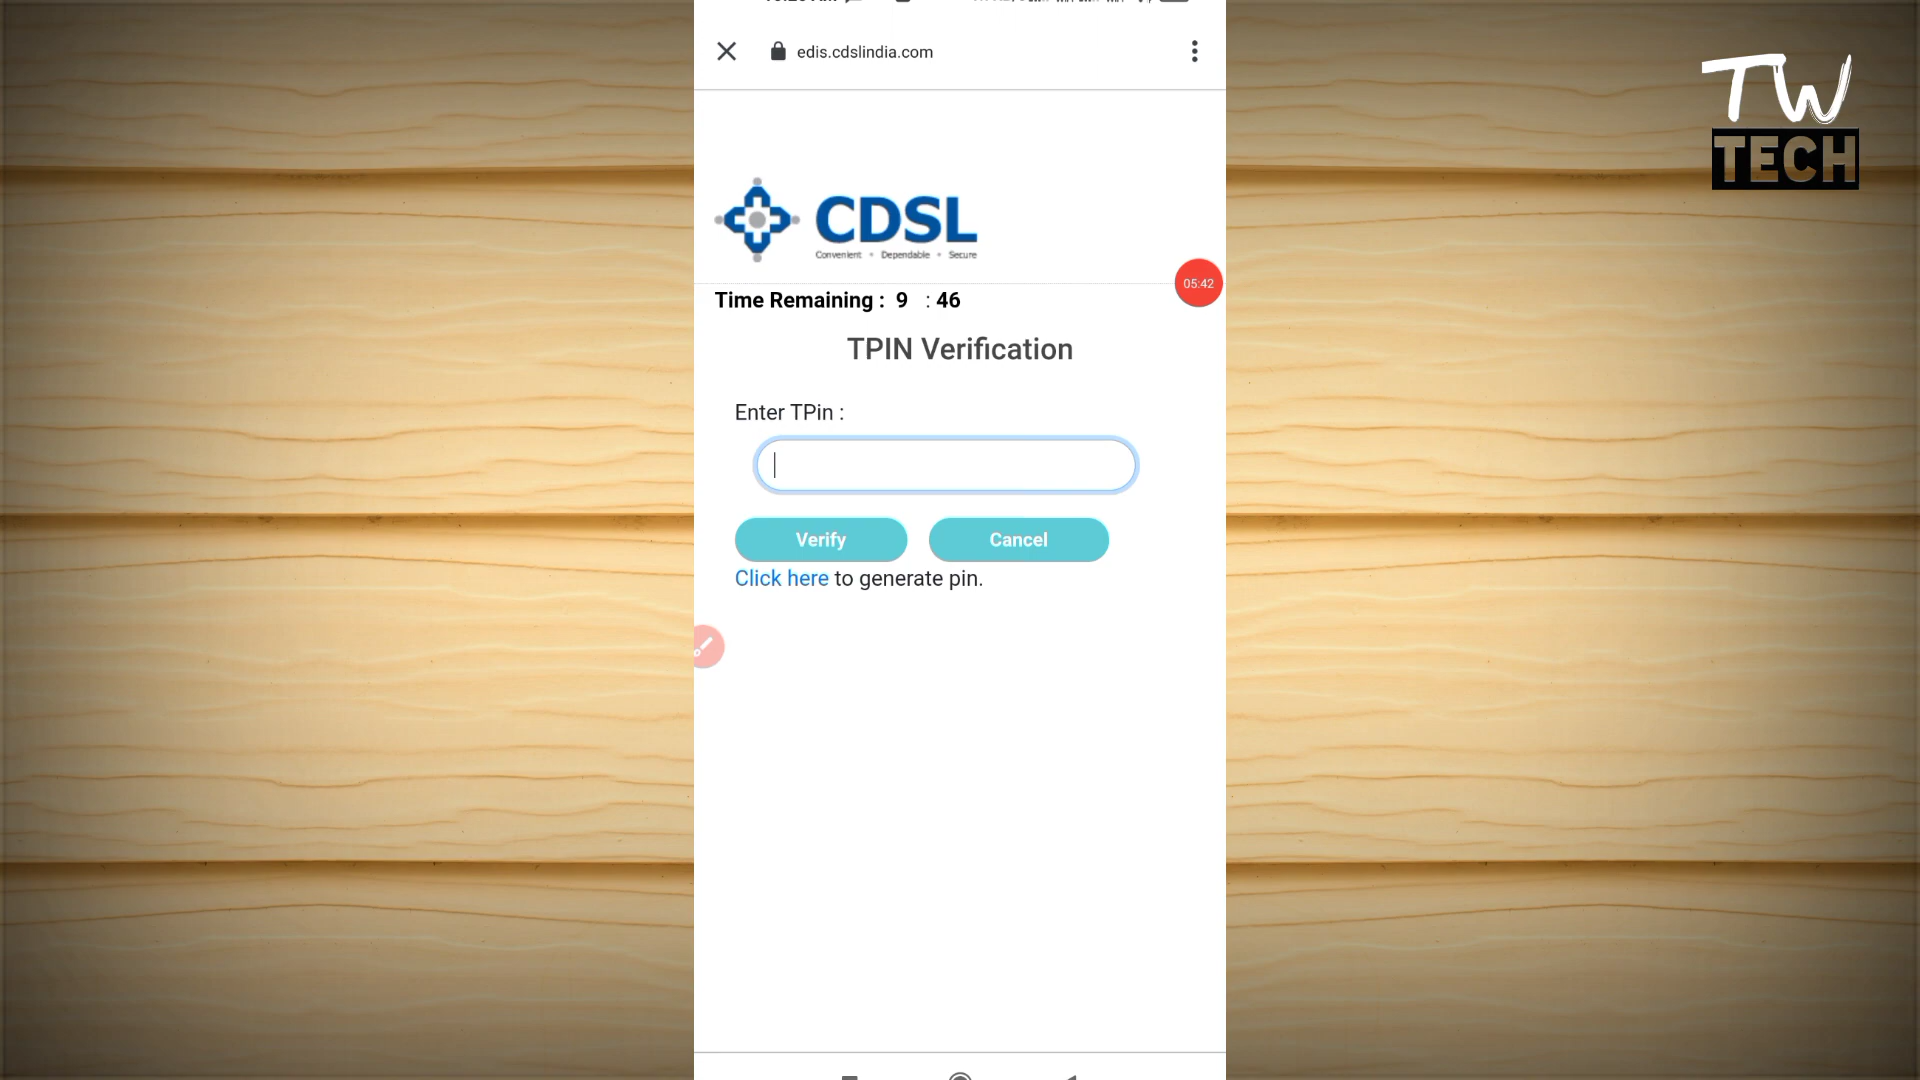 edis.cdslindia.com
TW
TECH
CDSL
Convenient • Dependable • Secure
05:42
Time Remaining : 9 : 46
TPIN Verification
Enter TPin :
Verify
Cancel
Click here to generate pin.